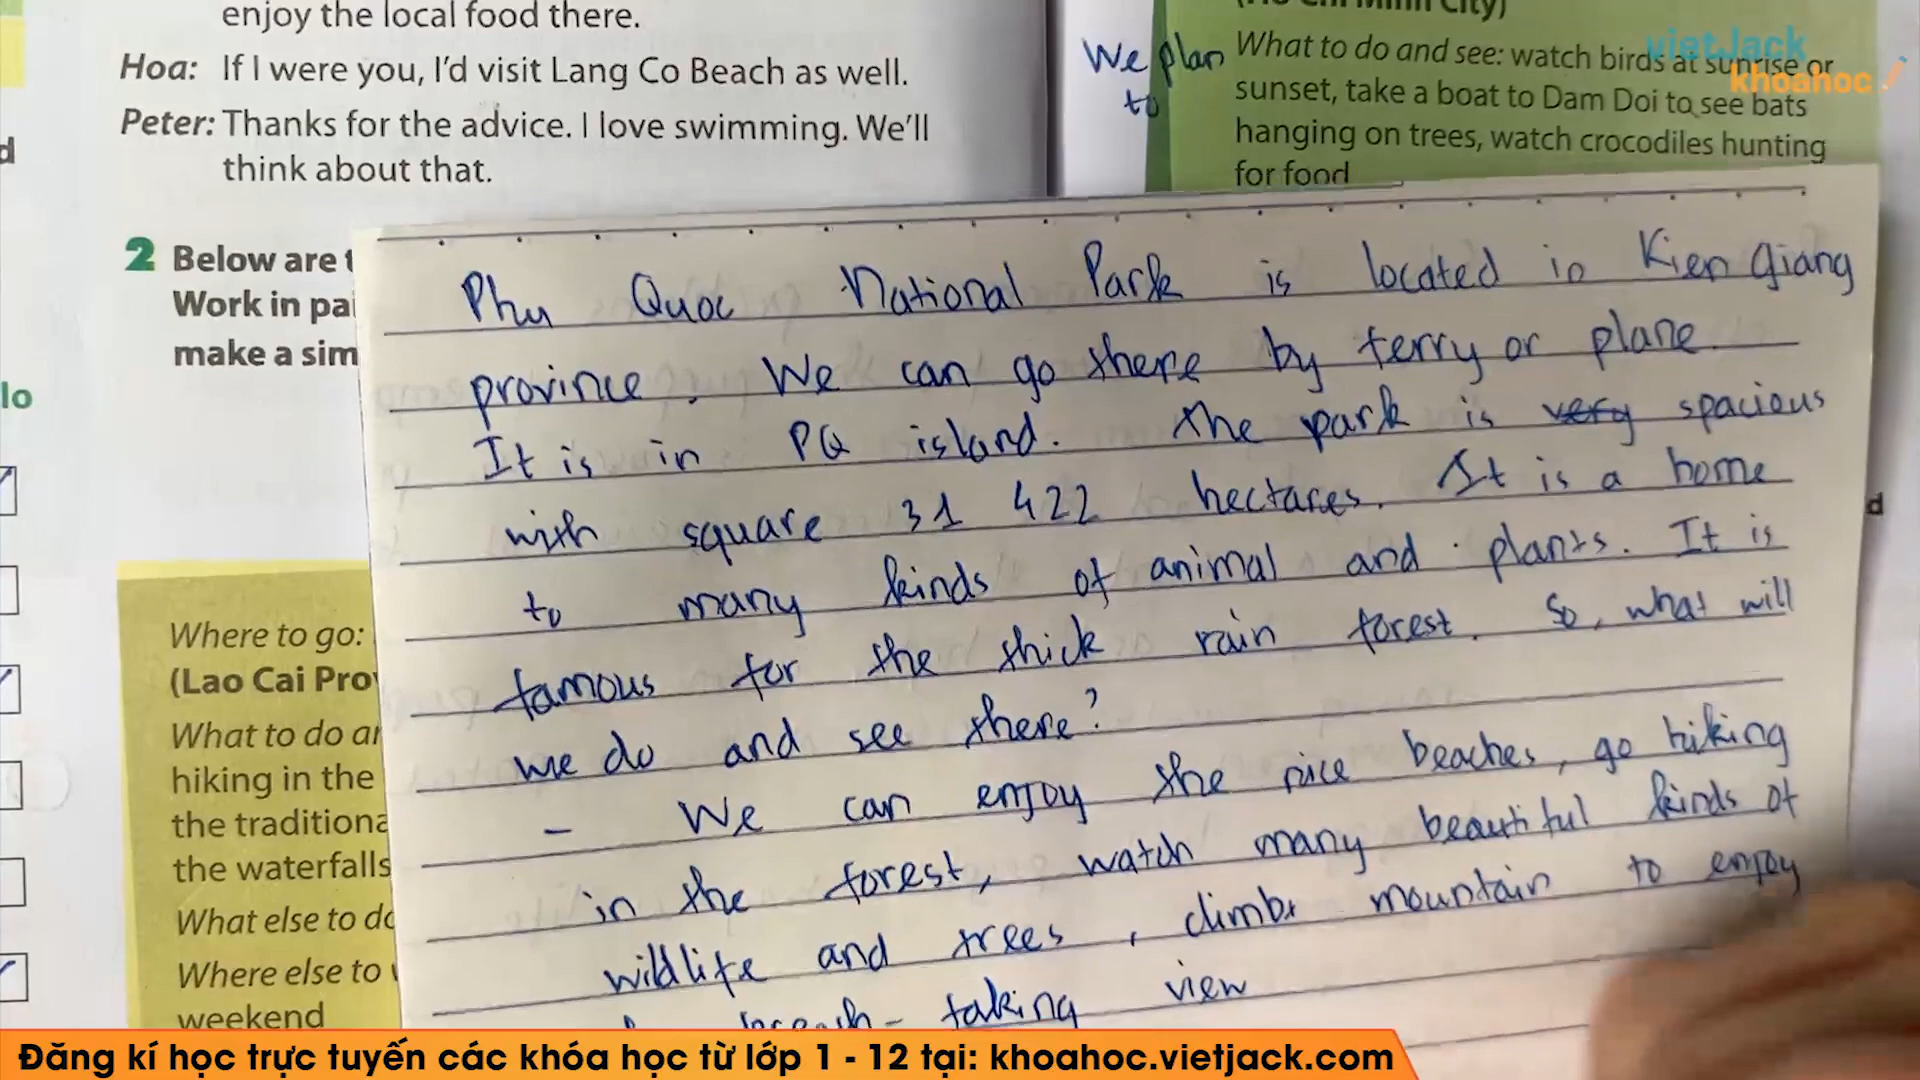 enjoy the local food there.
Hoa: If I were you, I'd visit Lang Co Beach as well.
Peter: Thanks for the advice. I love swimming. We'll
think about that.
2 Below are
Work in pai
make a sim
lo
d
Where to go:
(Lao Cai Pro
What to do a
hiking in the
the traditiona
the waterfalls
What else to do
Where else to
weekend
We plan
to
What to do and see: watch birds at sunrise or
sunset, take a boat to Dam Doi to see bats
hanging on trees, watch crocodiles hunting
for food
vietJack
khoahoc
Phu Quoc National Park is located in Kien Giang
province. We can go there by ferry or plane.
It is in PQ island. The park is very spacious
with square 31 422 hectares. It is a home
to many kinds of animal and plants. It is
famous for the thick rain forest. So, what will
we do and see there?
- We can enjoy the nice beaches, go hiking
in the forest, watch many beautiful kinds of
wildlife and trees, climb mountain to enjoy
breath-taking view
d
Đăng kí học trực tuyến các khóa học từ lớp 1 - 12 tại: khoahoc.vietjack.com